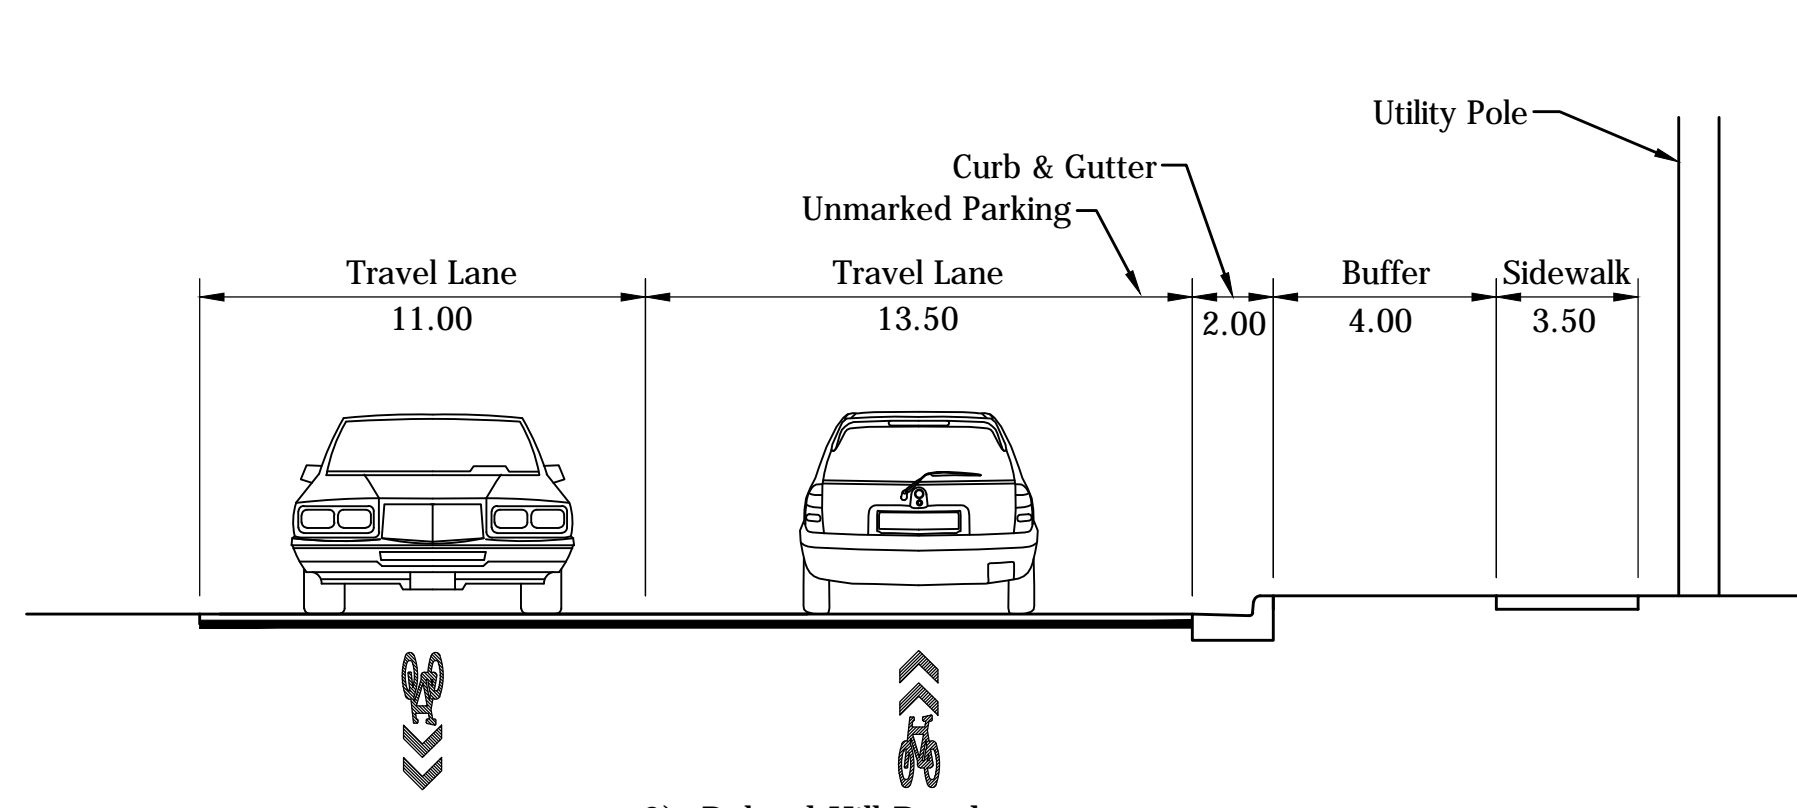 Utility Pole
Curb & Gutter
Unmarked Parking
Travel Lane Travel Lane Buffer Sidewalk
11.00 13.50 2.00 4.00 3.50